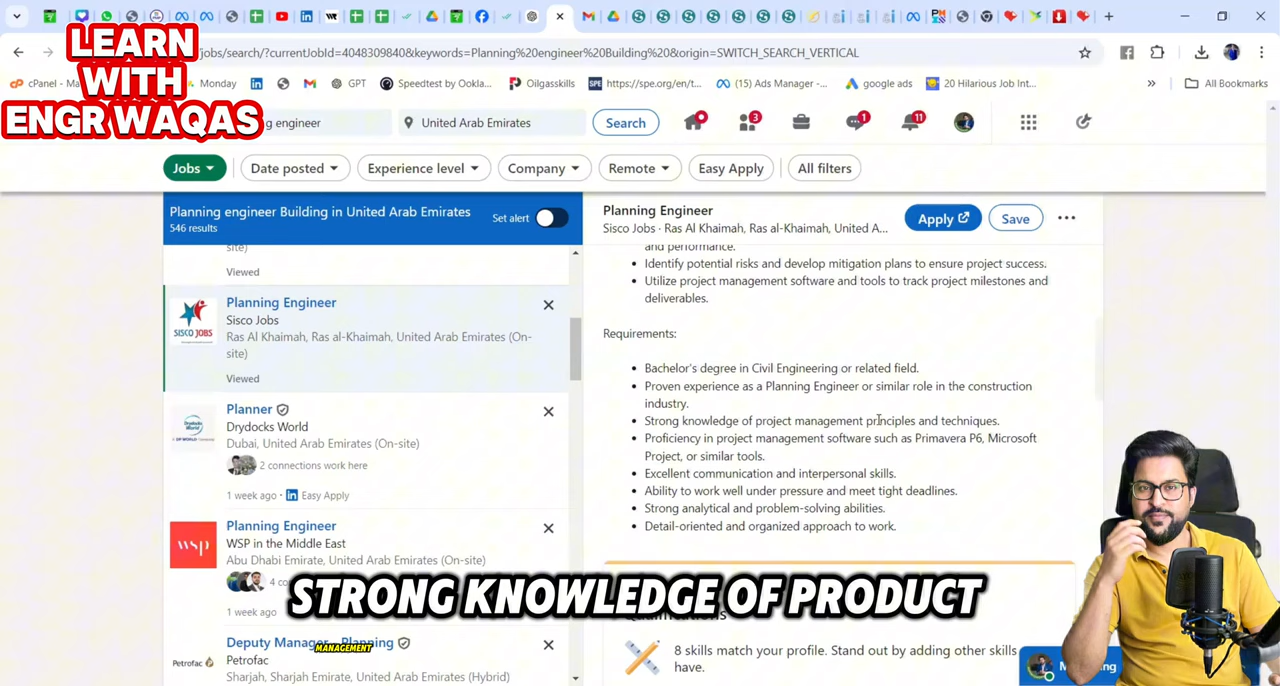 LEARN
WITH
ENGR WAQAS
jobs/search/?currentJobId=4048309840&keywords=Planning%20engineer%20Building%20&origin=SWITCH_SEARCH_VERTICAL
cPanel - M
Monday
GPT
Speedtest by Ookla...
Oilgasskills
https://spe.org/en/t...
(15) Ads Manager -...
google ads
20 Hilarious Job Int...
All Bookmarks
engineer
United Arab Emirates
Search
3
1
11
Jobs
Date posted
Experience level
Company
Remote
Easy Apply
All filters
Planning engineer Building in United Arab Emirates
546 results
Set alert
site)
Viewed
Planning Engineer
Sisco Jobs
Ras Al Khaimah, Ras al-Khaimah, United Arab Emirates (On-
site)
Viewed
SISCO JOBS
Planner
Drydocks World
Dubai, United Arab Emirates (On-site)
2 connections work here
1 week ago · Easy Apply
Planning Engineer
WSP in the Middle East
Abu Dhabi Emirate, United Arab Emirates (On-site)
4 co
1 week ago
wsp
Deputy Manager - Planning
Petrofac
Sharjah, Sharjah Emirate, United Arab Emirates (Hybrid)
Petrofac
Planning Engineer
Sisco Jobs · Ras Al Khaimah, Ras al-Khaimah, United A...
Apply
Save
and performance.
Identify potential risks and develop mitigation plans to ensure project success.
Utilize project management software and tools to track project milestones and
deliverables.
Requirements:
Bachelor's degree in Civil Engineering or related field.
Proven experience as a Planning Engineer or similar role in the construction
industry.
Strong knowledge of project management principles and techniques.
Proficiency in project management software such as Primavera P6, Microsoft
Project, or similar tools.
Excellent communication and interpersonal skills.
Ability to work well under pressure and meet tight deadlines.
Strong analytical and problem-solving abilities.
Detail-oriented and organized approach to work.
STRONG KNOWLEDGE OF PRODUCT
MANAGEMENT
8 skills match your profile. Stand out by adding other skills
have.